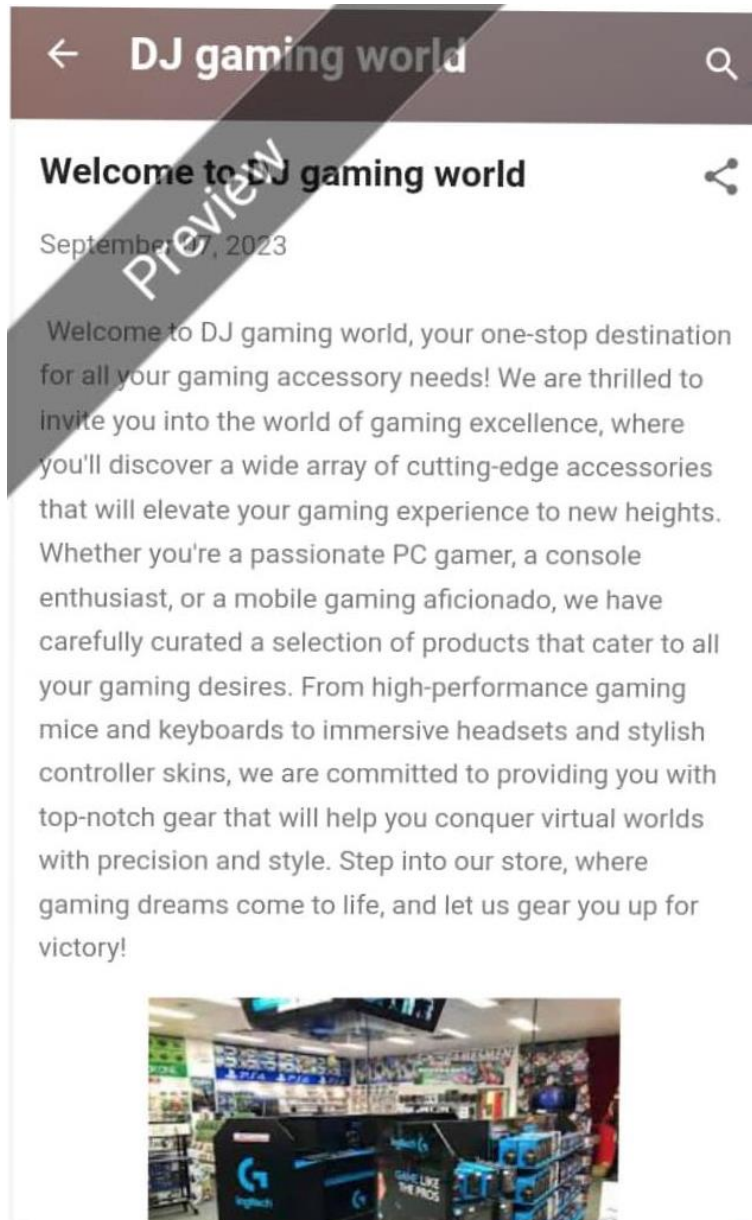 DJ gaming world
Welcome to DJ gaming world
Preview
September 07, 2023
Welcome to DJ gaming world, your one-stop destination
for all your gaming accessory needs! We are thrilled to
invite you into the world of gaming excellence, where
you'll discover a wide array of cutting-edge accessories
that will elevate your gaming experience to new heights.
Whether you're a passionate PC gamer, a console
enthusiast, or a mobile gaming aficionado, we have
carefully curated a selection of products that cater to all
your gaming desires. From high-performance gaming
mice and keyboards to immersive headsets and stylish
controller skins, we are committed to providing you with
top-notch gear that will help you conquer virtual worlds
with precision and style. Step into our store, where
gaming dreams come to life, and let us gear you up for
victory!
PS4
logitech
logitech G
GAME LIKE
THE PROS